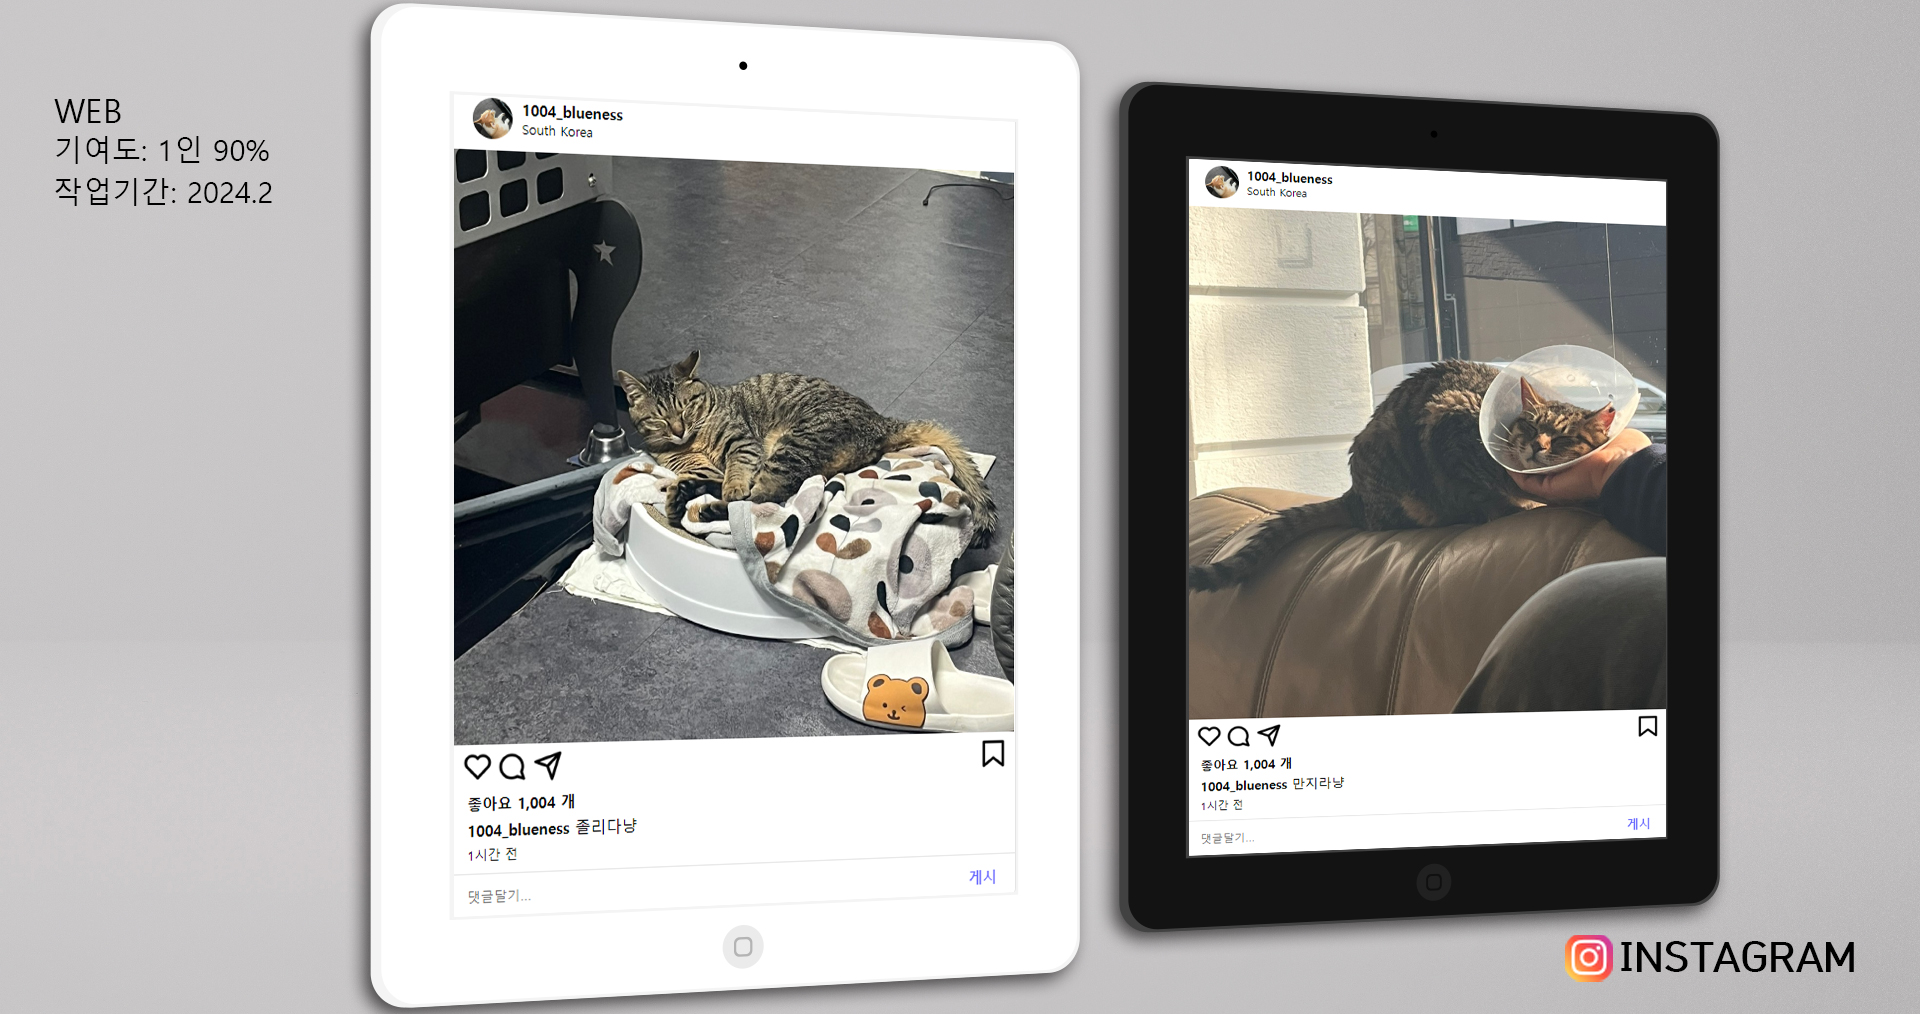 WEB
기여도: 1인 90%
작업기간: 2024.2
1004_blueness
South Korea
좋아요 1,004 개
1004_blueness 졸리다냥
1시간 전
댓글달기...
게시
1004_blueness
South Korea
좋아요 1,004 개
1004_blueness 만지라냥
1시간 전
댓글달기...
게시
INSTAGRAM